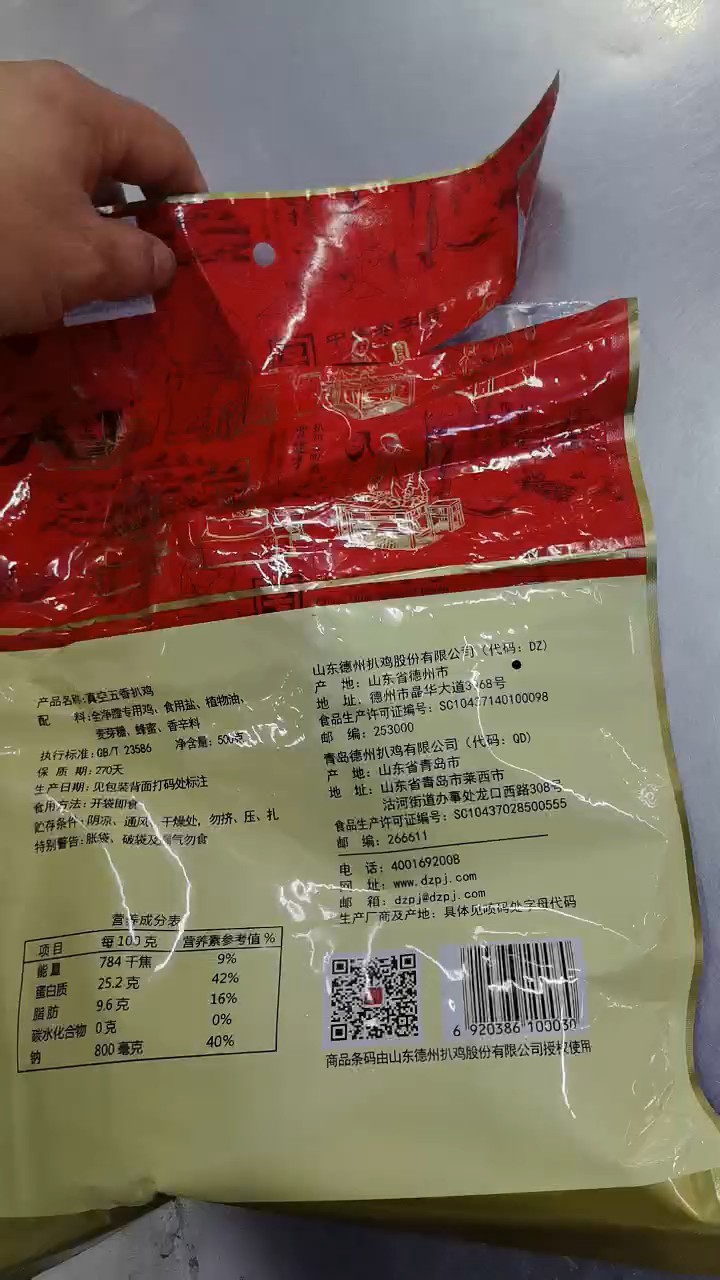 中华老字号
产品名称:真空五香扒鸡
配 料:全净膛专用鸡、食用盐、植物油、
麦芽糖、蜂蜜、香辛料
执行标准:GB/T 23586 净含量:500克
保 质 期:270天
生产日期:见包装背面打码处标注
食用方法:开袋即食
贮存条件:阴凉、通风、干燥处,勿挤、压、扎
特别警告:胀袋、破袋及漏气勿食
山东德州扒鸡股份有限公司(代码:DZ)
产 地:山东省德州市
地 址:德州市晶华大道3768号
食品生产许可证编号:SC10437140100098
邮 编:253000
青岛德州扒鸡有限公司(代码:QD)
产 地:山东省青岛市
地 址:山东省青岛市莱西市
沽河街道办事处龙口西路308号
食品生产许可证编号:SC10437028500555
邮 编:266611
电 话:4001692008
网 址:www.dzpj.com
邮 箱:dzpj@dzpj.com
生产厂商及产地:具体见喷码处字母代码
营养成分表
项目 每100克 营养素参考值%
能量 784千焦 9%
蛋白质 25.2克 42%
脂肪 9.6克 16%
碳水化合物 0克 0%
钠 800毫克 40%
6 920386 100030
商品条码由山东德州扒鸡股份有限公司授权使用